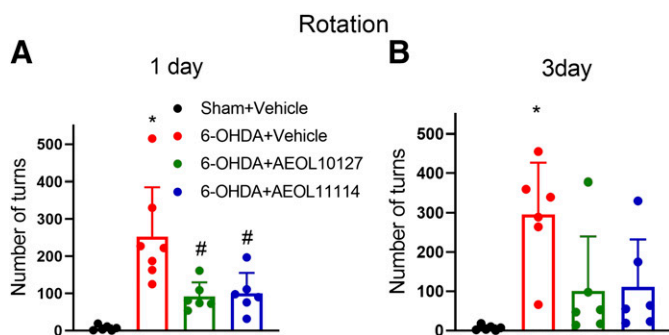 Rotation
A
1 day
Number of turns
500
400
300
200
100
0
*
#
#
Sham+Vehicle
6-OHDA+Vehicle
6-OHDA+AEOL10127
6-OHDA+AEOL11114
B
3day
Number of turns
500
400
300
200
100
0
*